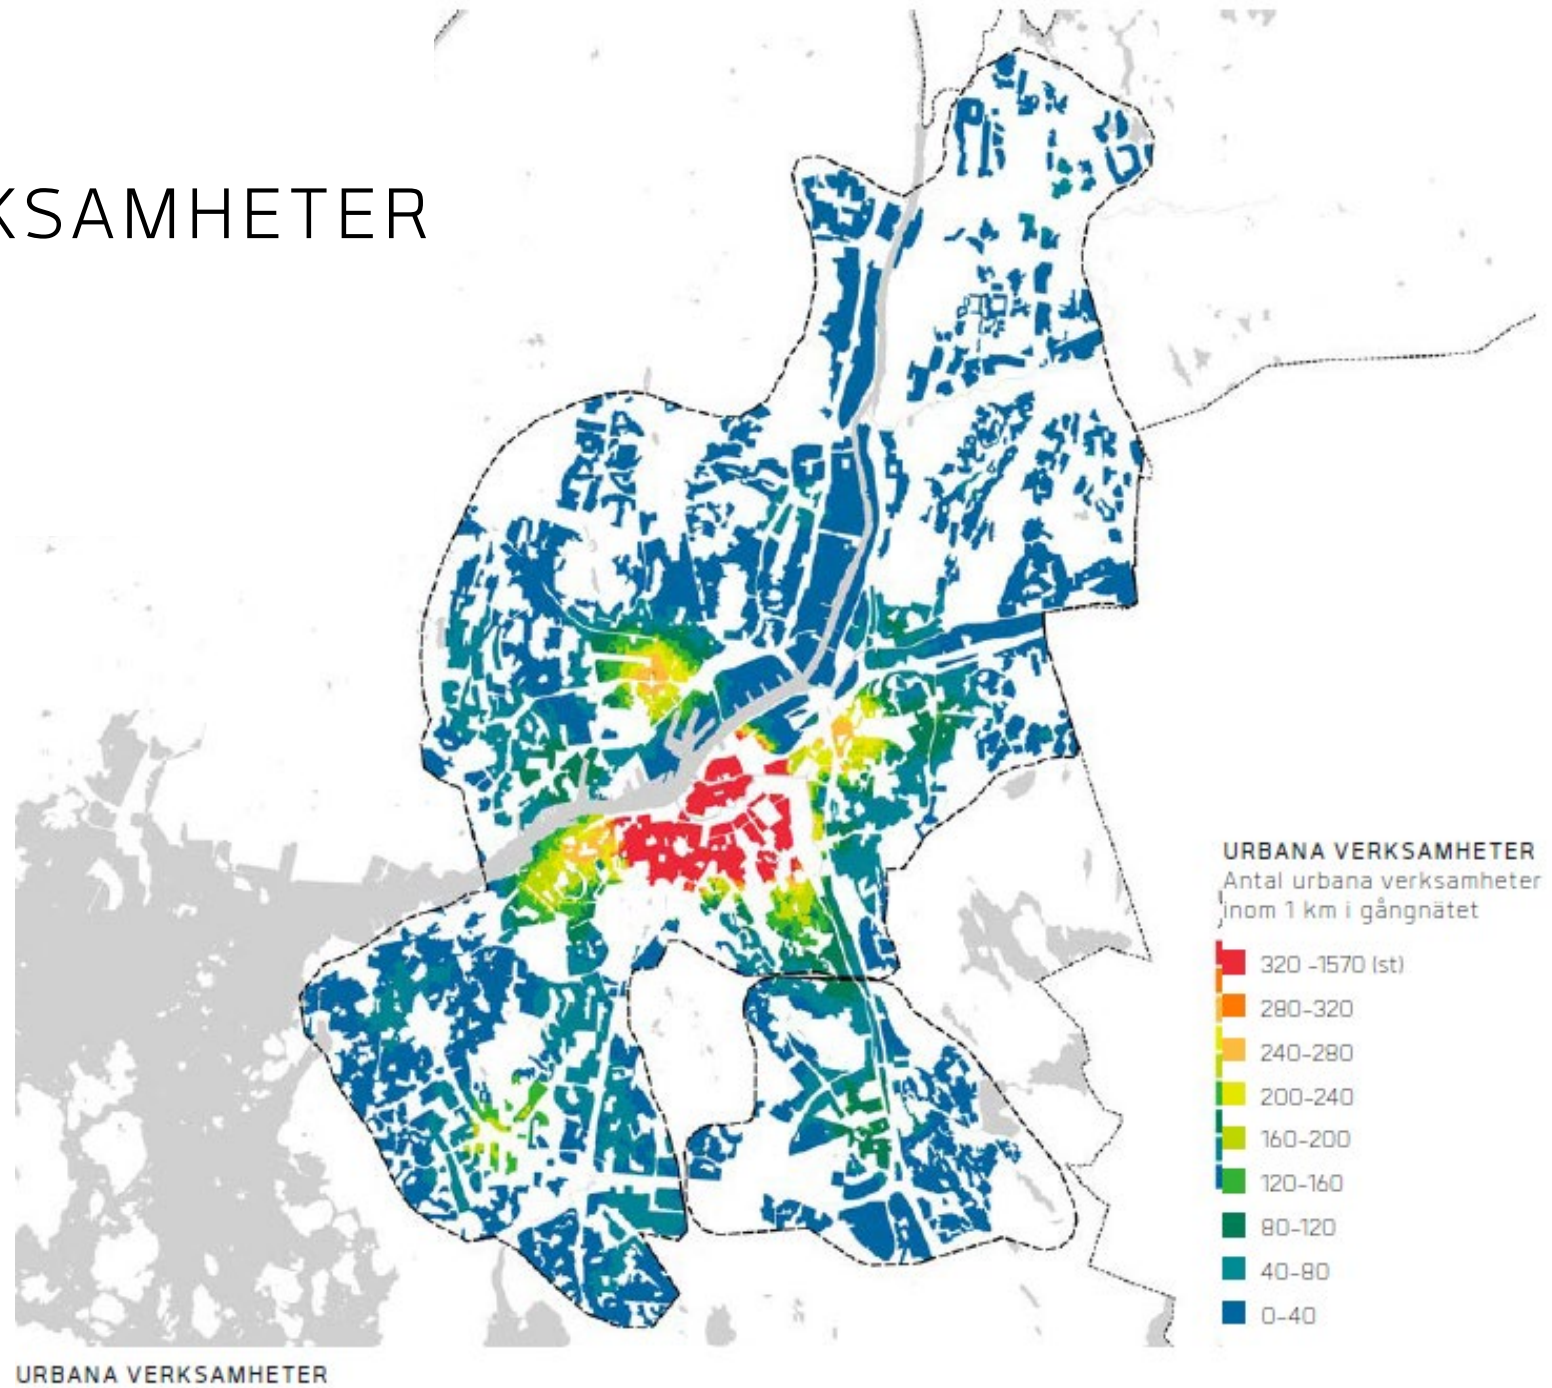 KSAMHETER
URBANA VERKSAMHETER
Antal urbana verksamheter
inom 1 km i gångnätet
320 -1570 (st)
280-320
240-280
200-240
160-200
120-160
80-120
40-80
0-40
URBANA VERKSAMHETER